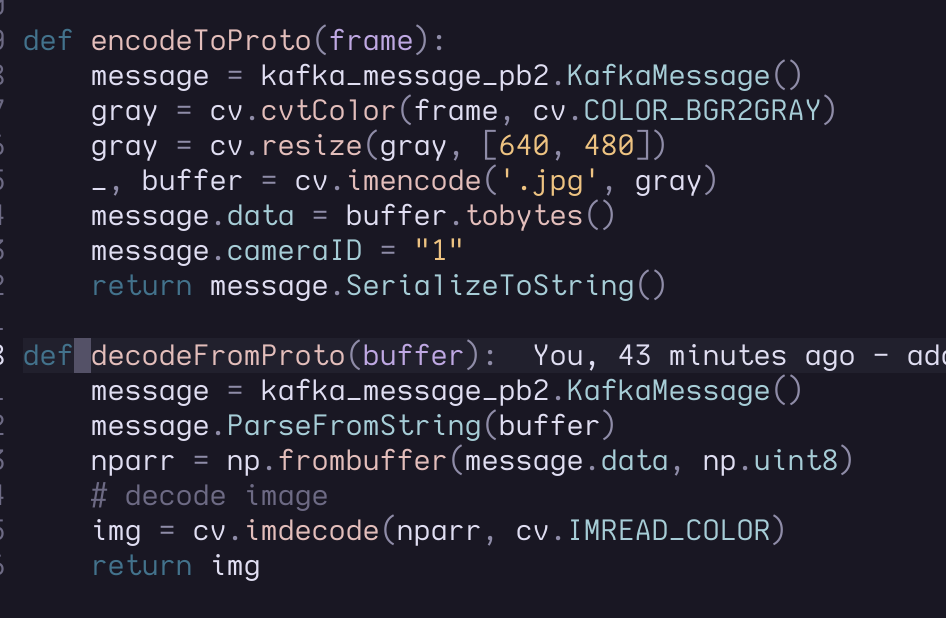 def encodeToProto(frame):
    message = kafka_message_pb2.KafkaMessage()
    gray = cv.cvtColor(frame, cv.COLOR_BGR2GRAY)
    gray = cv.resize(gray, [640, 480])
    _, buffer = cv.imencode('.jpg', gray)
    message.data = buffer.tobytes()
    message.cameraID = "1"
    return message.SerializeToString()
def decodeFromProto(buffer): You, 43 minutes ago -
    message = kafka_message_pb2.KafkaMessage()
    message.ParseFromString(buffer)
    nparr = np.frombuffer(message.data, np.uint8)
    # decode image
    img = cv.imdecode(nparr, cv.IMREAD_COLOR)
    return img